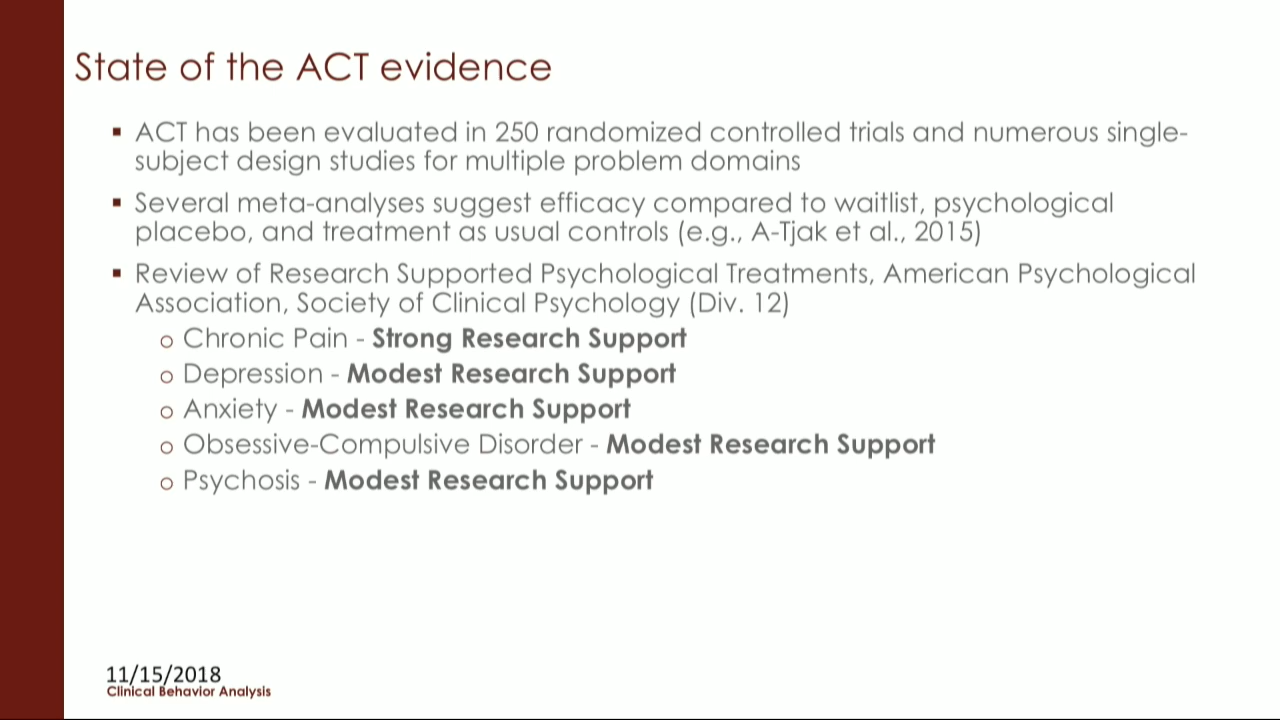 State of the ACT evidence
▪ ACT has been evaluated in 250 randomized controlled trials and numerous single-
subject design studies for multiple problem domains
▪ Several meta-analyses suggest efficacy compared to waitlist, psychological
placebo, and treatment as usual controls (e.g., A-Tjak et al., 2015)
▪ Review of Research Supported Psychological Treatments, American Psychological
Association, Society of Clinical Psychology (Div. 12)
o Chronic Pain - Strong Research Support
o Depression - Modest Research Support
o Anxiety - Modest Research Support
o Obsessive-Compulsive Disorder - Modest Research Support
o Psychosis - Modest Research Support
11/15/2018
Clinical Behavior Analysis